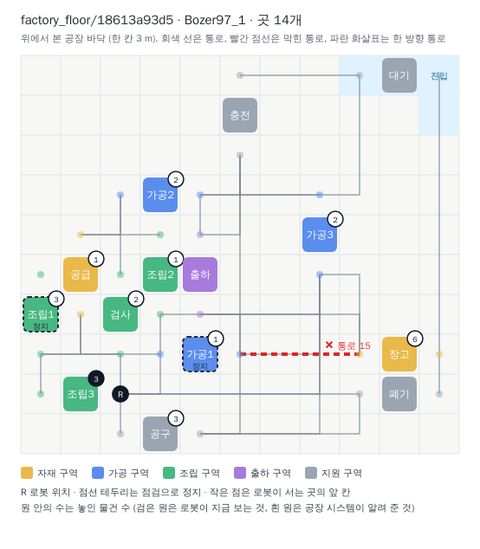 factory_floor/18613a93d5 · Bozer97_1 · 곳 14개
위에서 본 공장 바닥 (한 칸 3 m). 회색 선은 통로, 빨간 점선은 막힌 통로, 파란 화살표는 한 방향 통로
대기
충전
가공2
2
가공3
2
공급
1
조립2
1
출하
조립1
3
정지
검사
2
가공1
1
정지
✕ 통로 15
창고
6
조립3
3
R
폐기
공구
3
자재 구역
가공 구역
조립 구역
출하 구역
지원 구역
R 로봇 위치 · 점선 테두리는 점검으로 정지 · 작은 점은 로봇이 서는 곳의 앞 칸
원 안의 수는 놓인 물건 수 (검은 원은 로봇이 지금 보는 것, 흰 원은 공장 시스템이 알려 준 것)